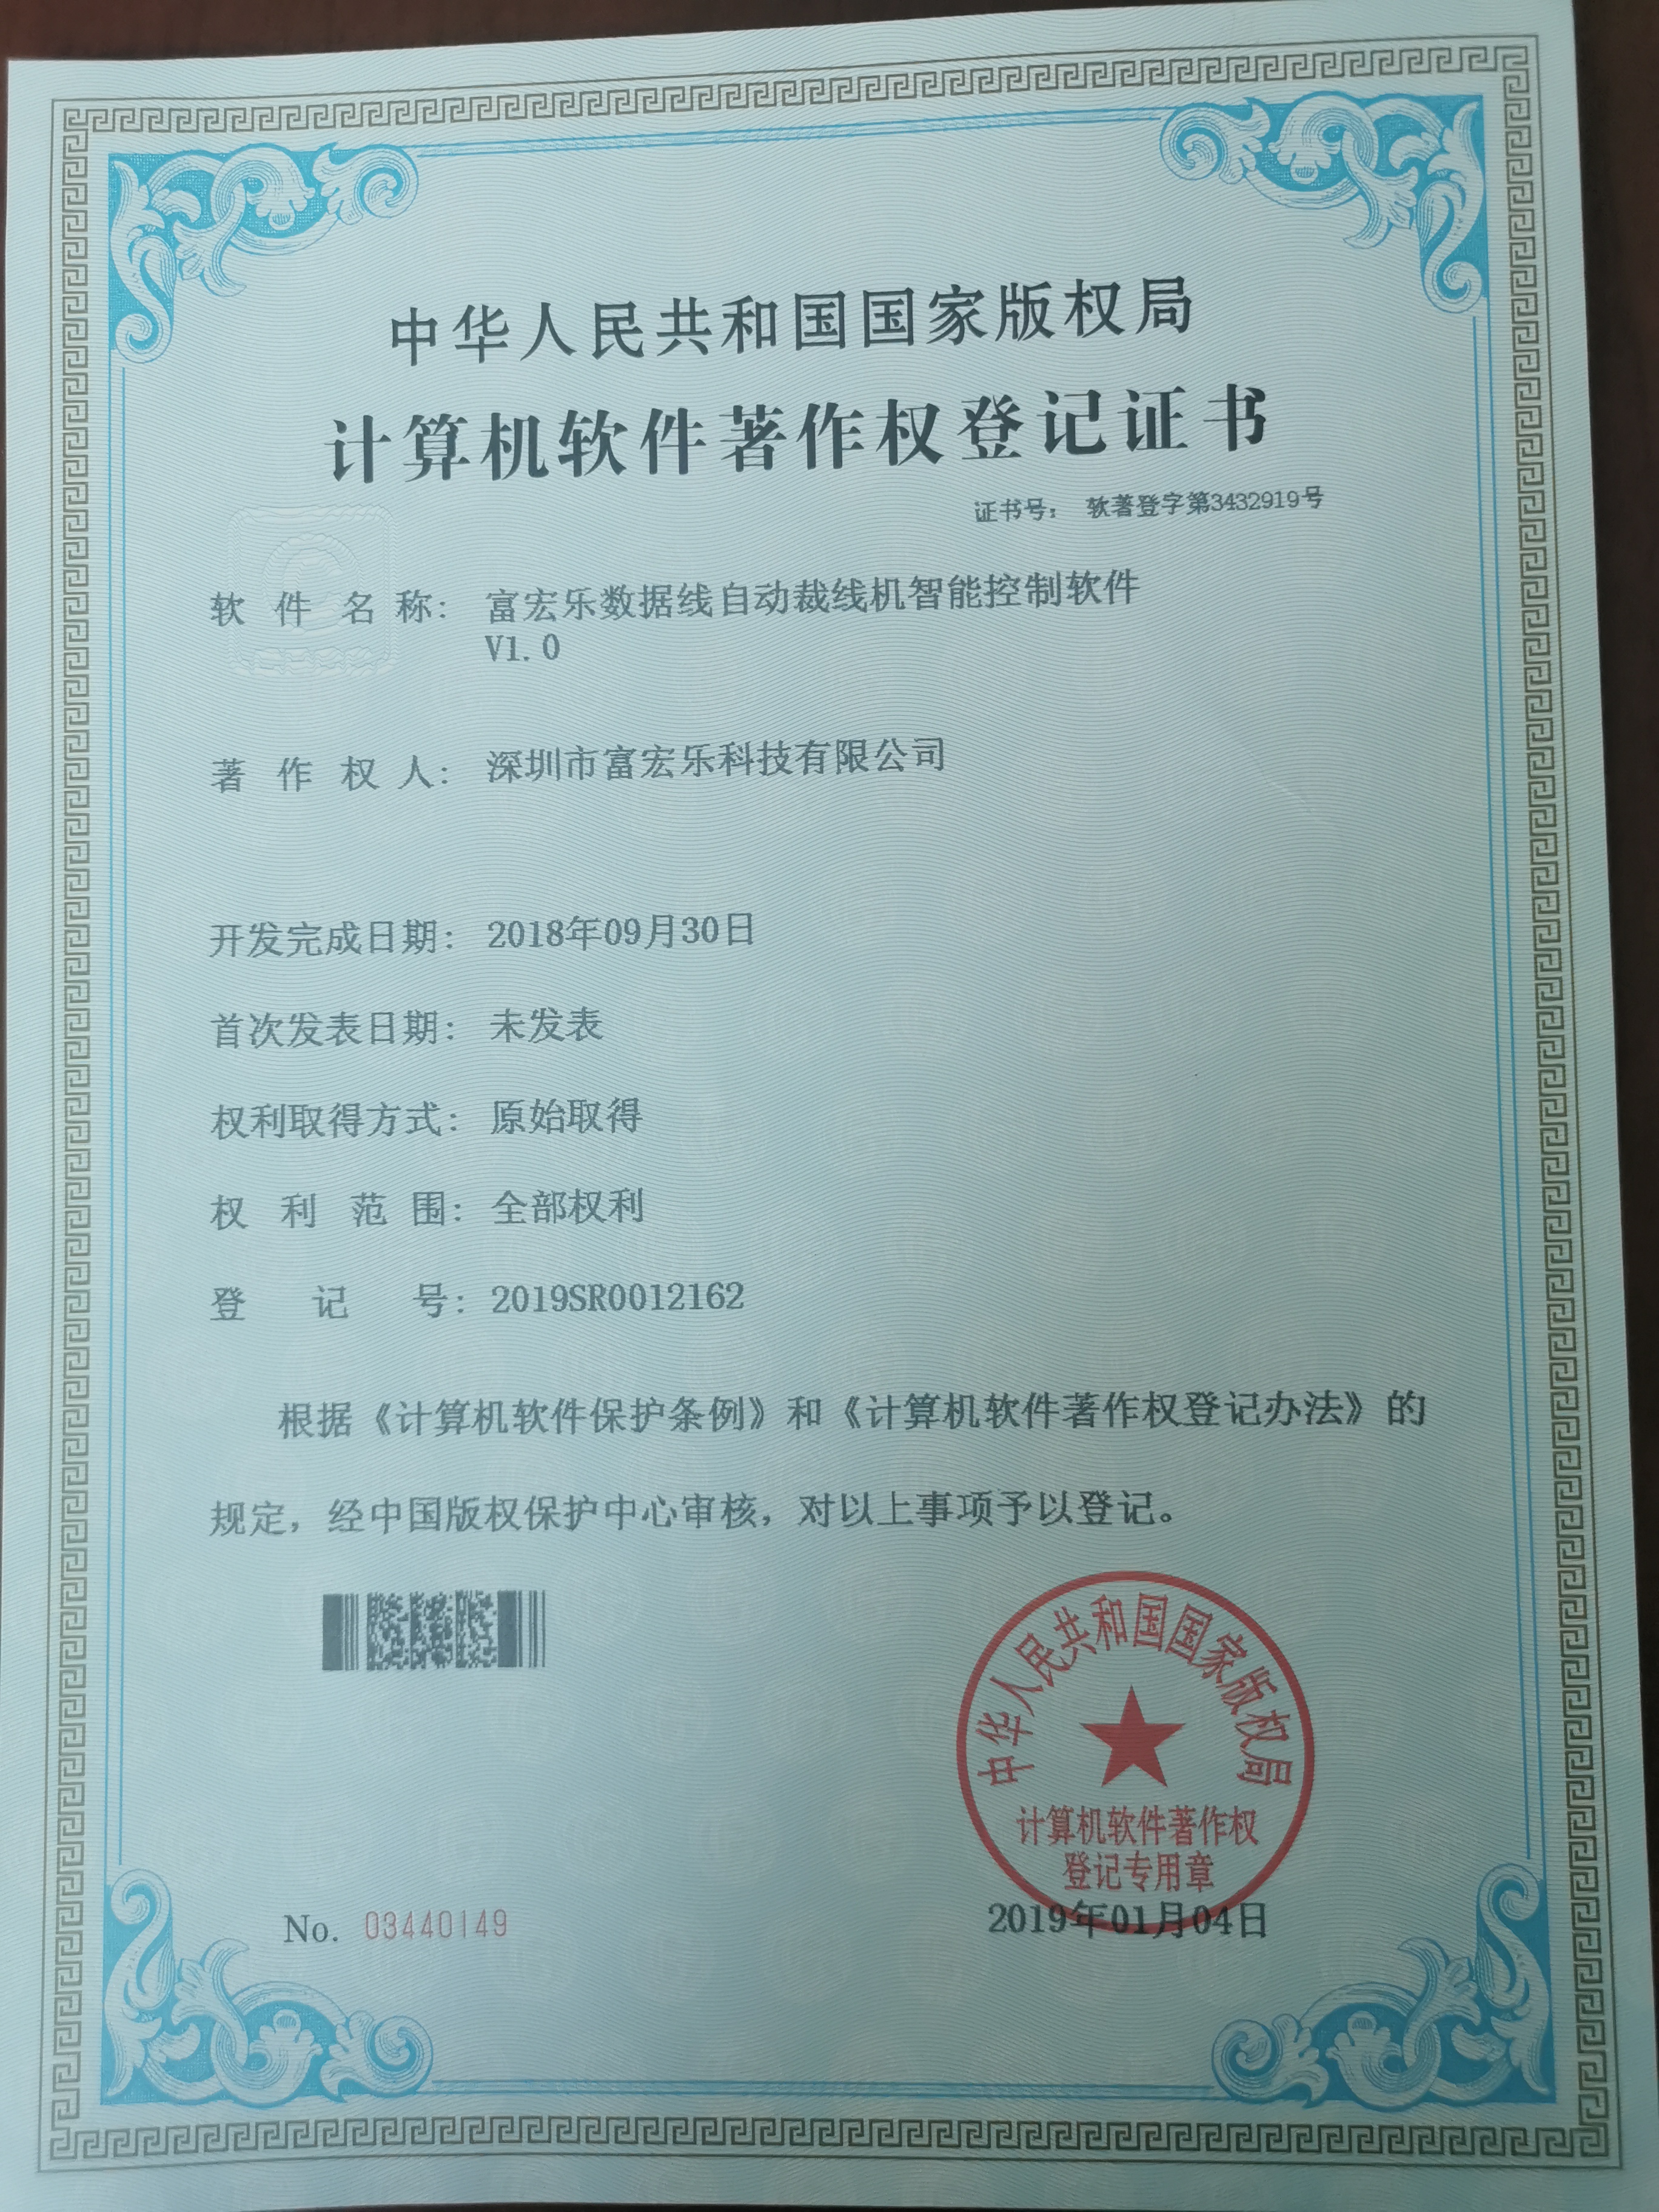 中华人民共和国国家版权局
计算机软件著作权登记证书
证书号： 软著登字第3432919号
软件名称： 富宏乐数据线自动裁线机智能控制软件
V1.0
著作权人： 深圳市富宏乐科技有限公司
开发完成日期： 2018年09月30日
首次发表日期： 未发表
权利取得方式： 原始取得
权利范围： 全部权利
登记号： 2019SR0012162
根据《计算机软件保护条例》和《计算机软件著作权登记办法》的
规定，经中国版权保护中心审核，对以上事项予以登记。
中华人民共和国国家版权局
计算机软件著作权
登记专用章
No. 03440149
2019年01月04日